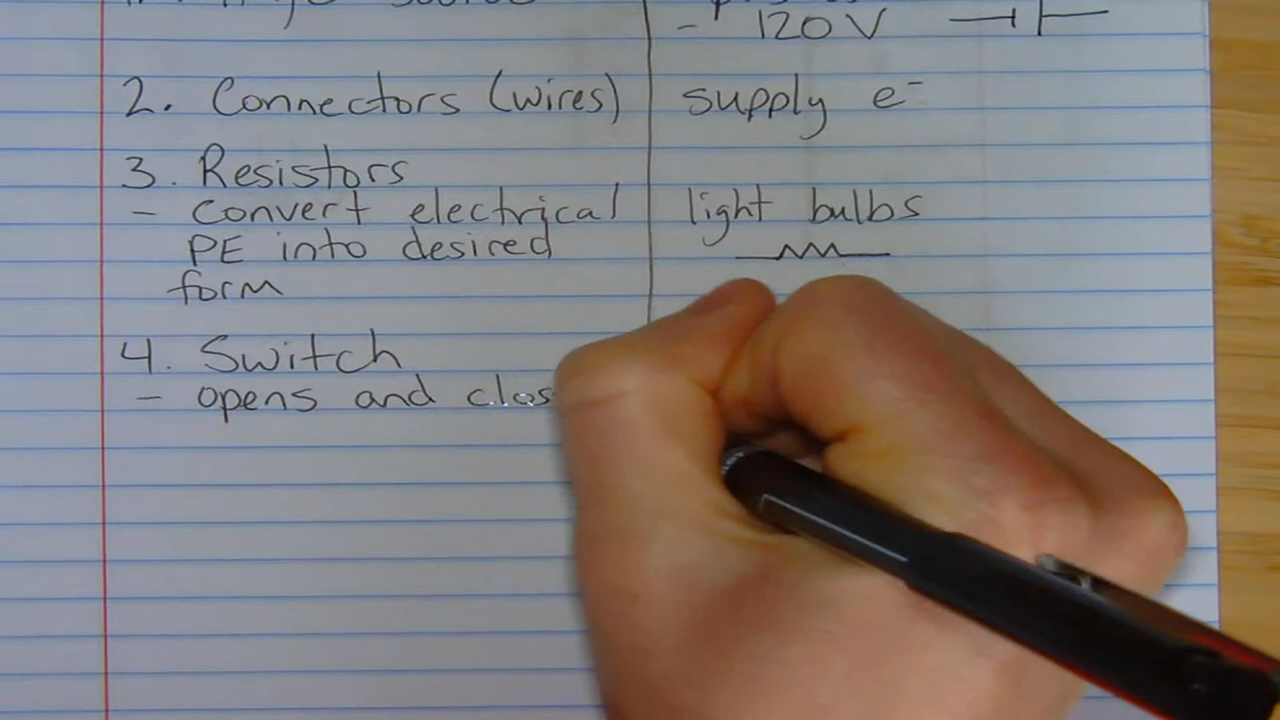 120V
2. Connectors (wires)
supply e⁻
3. Resistors
- convert electrical
PE into desired
form
light bulbs
4. Switch
- opens and clos